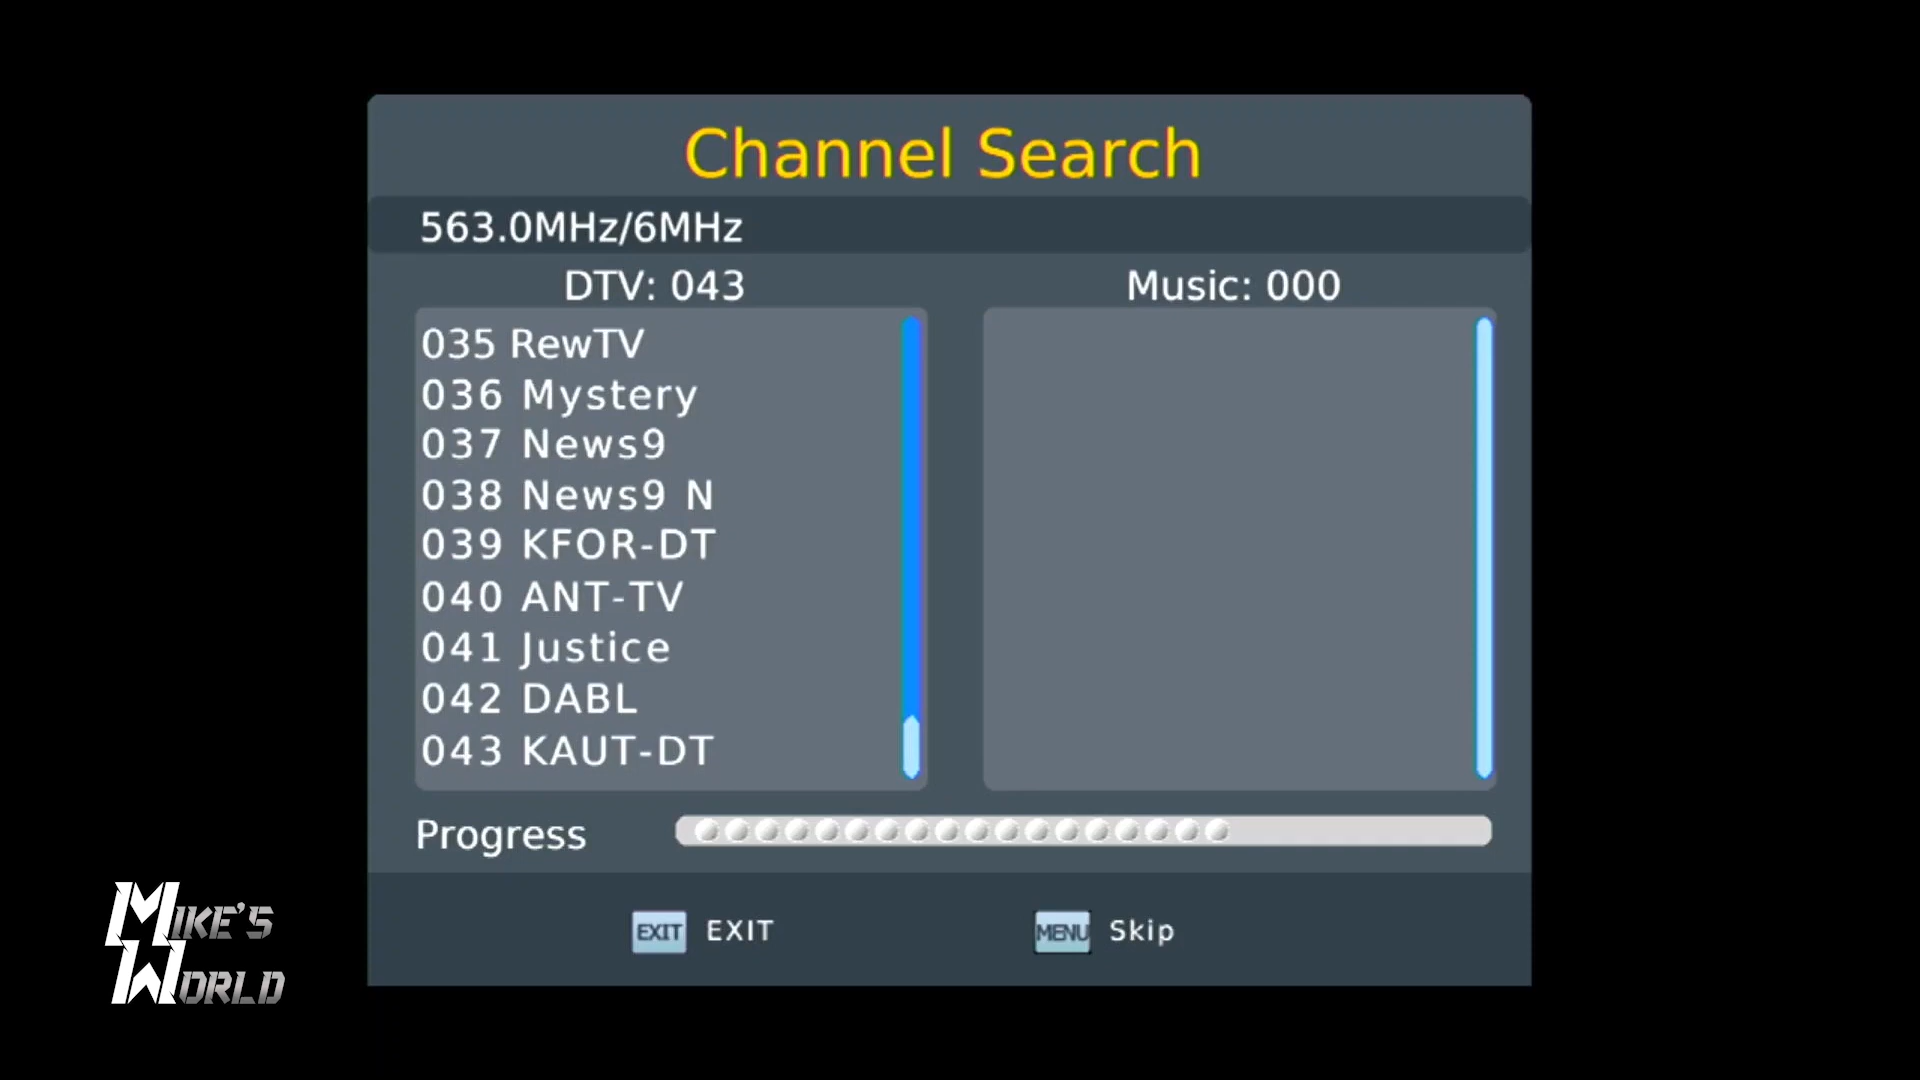 Channel Search
563.0MHz/6MHz
DTV: 043
Music: 000
035 RewTV
036 Mystery
037 News9
038 News9 N
039 KFOR-DT
040 ANT-TV
041 Justice
042 DABL
043 KAUT-DT
Progress
EXIT EXIT
MENU Skip
MIKE'S
WORLD